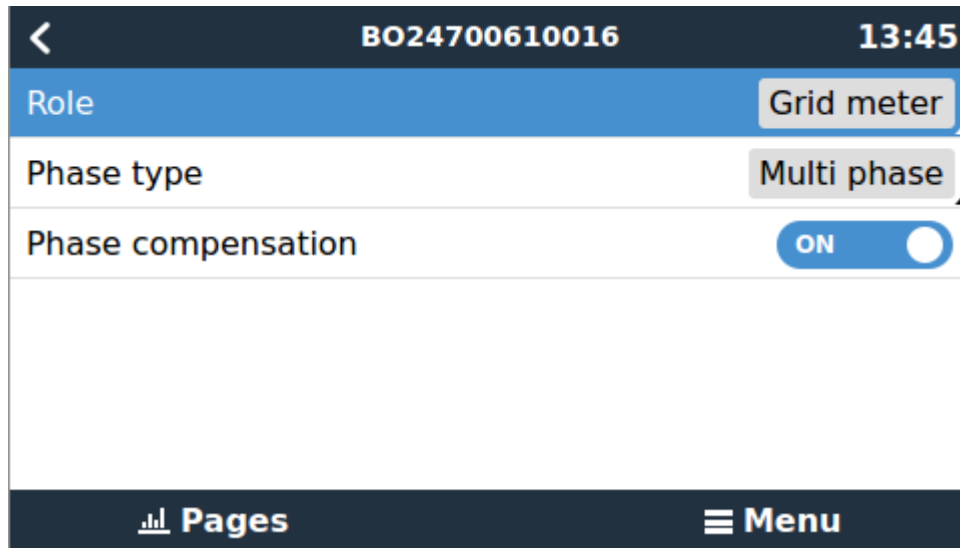 BO24700610016 13:45
Role Grid meter
Phase type Multi phase
Phase compensation ON
Pages Menu